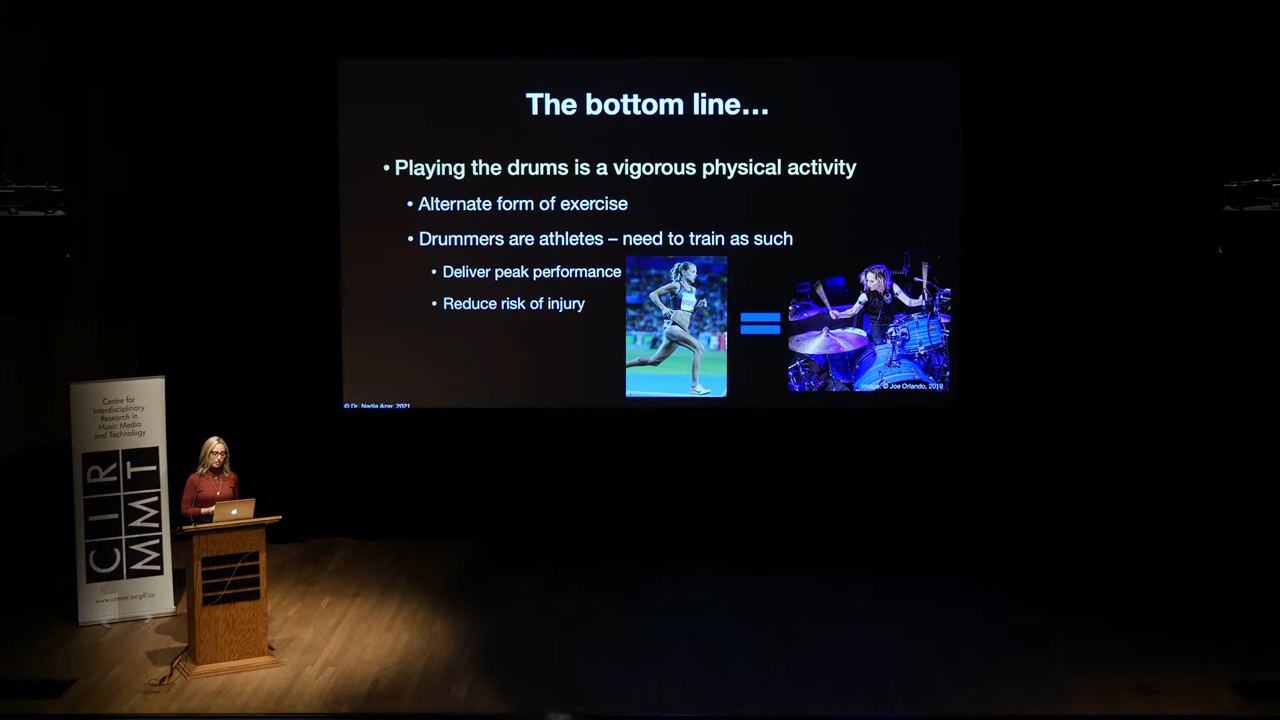 The bottom line...
• Playing the drums is a vigorous physical activity
• Alternate form of exercise
• Drummers are athletes – need to train as such
• Deliver peak performance
• Reduce risk of injury
Image: © Joe Orlando, 2019
© Dr. Nadia Azar, 2021
Centre for
Interdisciplinary
Research in
Music Media
and Technology
CIR
MMT
www.cirmmt.mcgill.ca